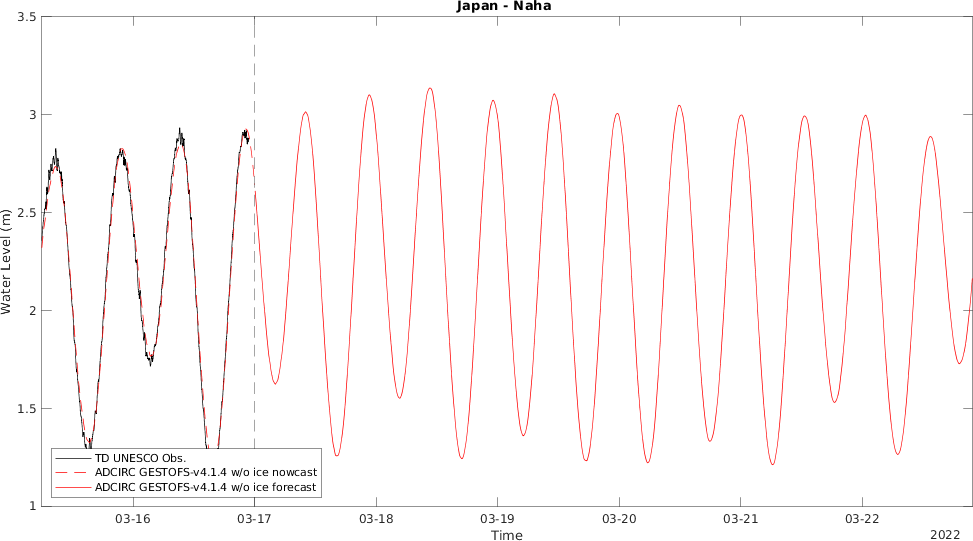 Japan - Naha
3.5
3
2.5
2
1.5
1
Water Level (m)
TD UNESCO Obs.
ADCIRC GESTOFS-v4.1.4 w/o ice nowcast
ADCIRC GESTOFS-v4.1.4 w/o ice forecast
03-16 03-17 03-18 03-19 03-20 03-21 03-22
Time
2022